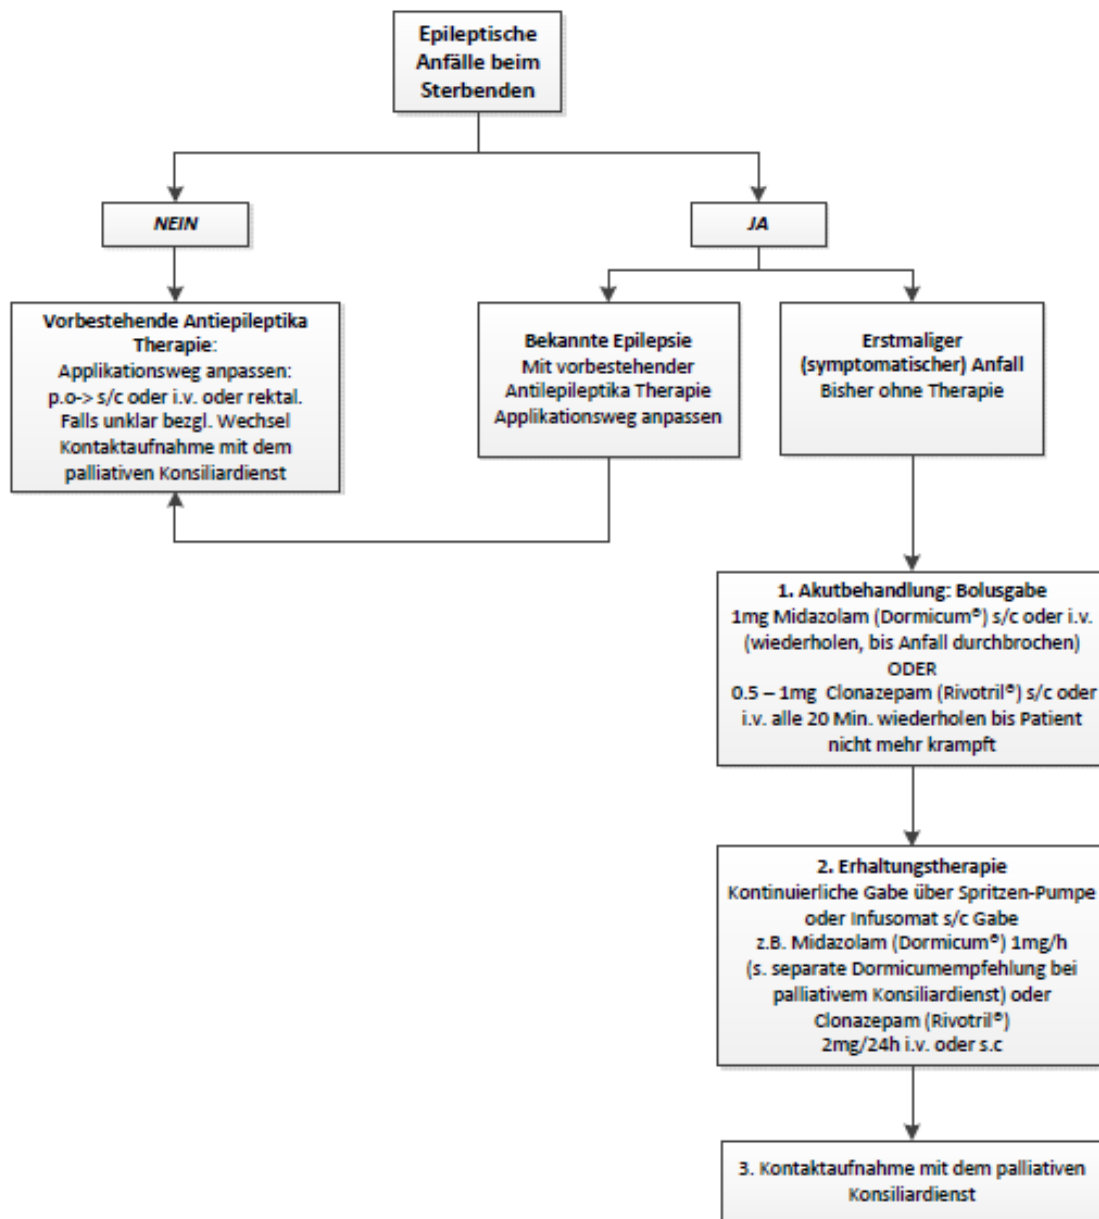 Epileptische
Anfälle beim
Sterbenden
NEIN
JA
Vorbestehende Antiepileptika
Therapie:
Applikationsweg anpassen:
p.o-> s/c oder i.v. oder rektal.
Falls unklar bezgl. Wechsel
Kontaktaufnahme mit dem
palliativen Konsiliardienst
Bekannte Epilepsie
Mit vorbestehender
Antilepileptika Therapie
Applikationsweg anpassen
Erstmaliger
(symptomatischer) Anfall
Bisher ohne Therapie
1. Akutbehandlung: Bolusgabe
1mg Midazolam (Dormicum®) s/c oder i.v.
(wiederholen, bis Anfall durchbrochen)
ODER
0.5 – 1mg Clonazepam (Rivotril®) s/c oder
i.v. alle 20 Min. wiederholen bis Patient
nicht mehr krampft
2. Erhaltungstherapie
Kontinuierliche Gabe über Spritzen-Pumpe
oder Infusomat s/c Gabe
z.B. Midazolam (Dormicum®) 1mg/h
(s. separate Dormicumempfehlung bei
palliativem Konsiliardienst) oder
Clonazepam (Rivotril®)
2mg/24h i.v. oder s.c
3. Kontaktaufnahme mit dem palliativen
Konsiliardienst